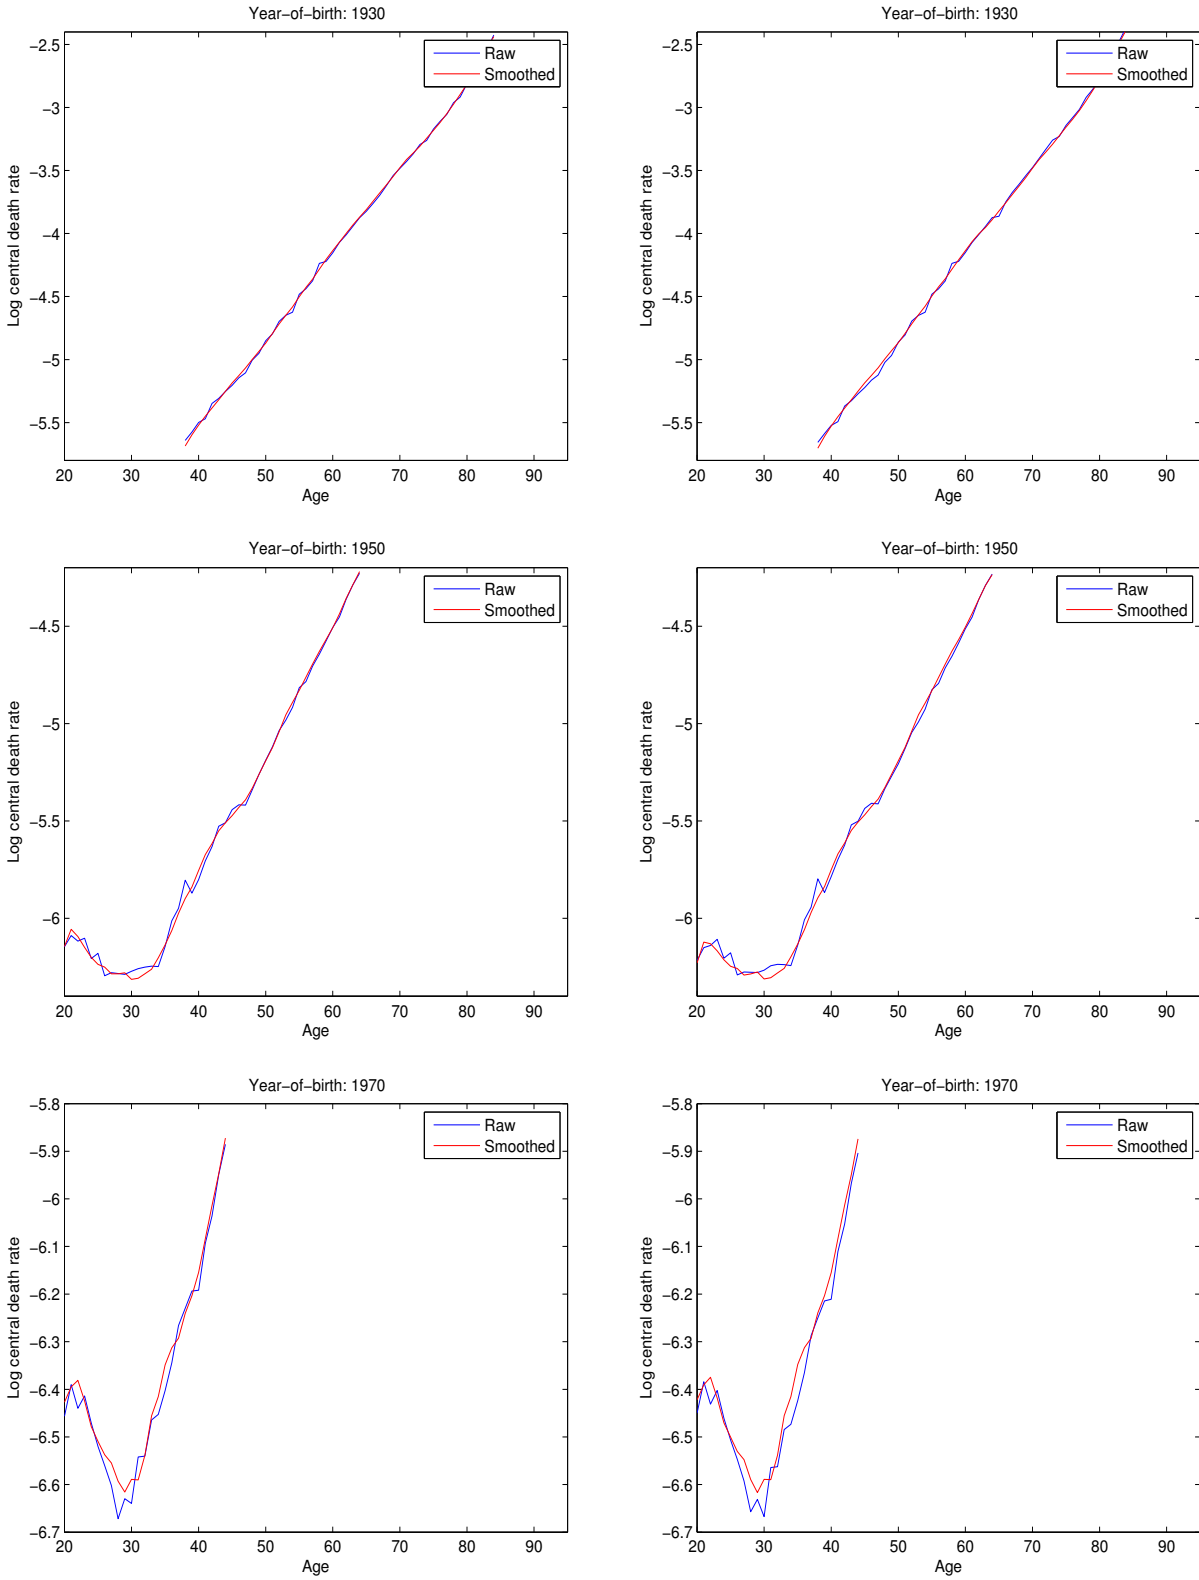 Year−of−birth: 1930
−2.5
−3
−3.5
−4
−4.5
−5
−5.5
Log central death rate
20 30 40 50 60 70 80 90
Age
Raw
Smoothed
Year−of−birth: 1930
−2.5
−3
−3.5
−4
−4.5
−5
−5.5
Log central death rate
20 30 40 50 60 70 80 90
Age
Raw
Smoothed
Year−of−birth: 1950
−4.5
−5
−5.5
−6
Log central death rate
20 30 40 50 60 70 80 90
Age
Raw
Smoothed
Year−of−birth: 1950
−4.5
−5
−5.5
−6
Log central death rate
20 30 40 50 60 70 80 90
Age
Raw
Smoothed
Year−of−birth: 1970
−5.8
−5.9
−6
−6.1
−6.2
−6.3
−6.4
−6.5
−6.6
−6.7
Log central death rate
20 30 40 50 60 70 80 90
Age
Raw
Smoothed
Year−of−birth: 1970
−5.8
−5.9
−6
−6.1
−6.2
−6.3
−6.4
−6.5
−6.6
−6.7
Log central death rate
20 30 40 50 60 70 80 90
Age
Raw
Smoothed